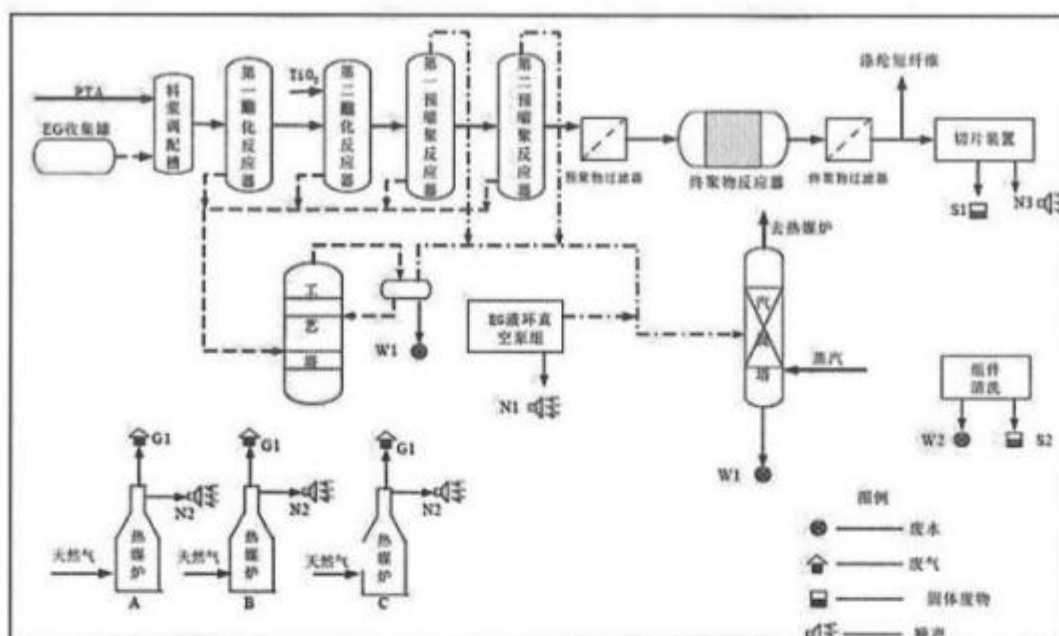 PTA
EG收集罐
料浆调配槽
第一酯化反应器
TiO₂
第二酯化反应器
第一预缩聚反应器
第二预缩聚反应器
预聚物过滤器
终聚物反应器
终聚物过滤器
涤纶短纤维
切片装置
S1
N3
工艺塔
W1
EG液环真空泵组
N1
去热媒炉
汽提塔
蒸汽
W1
组件清洗
W2
S2
G1
N2
热媒炉
天然气
A
G1
N2
热媒炉
天然气
B
G1
N2
热媒炉
天然气
C
图例
废水
废气
固体废物
噪声